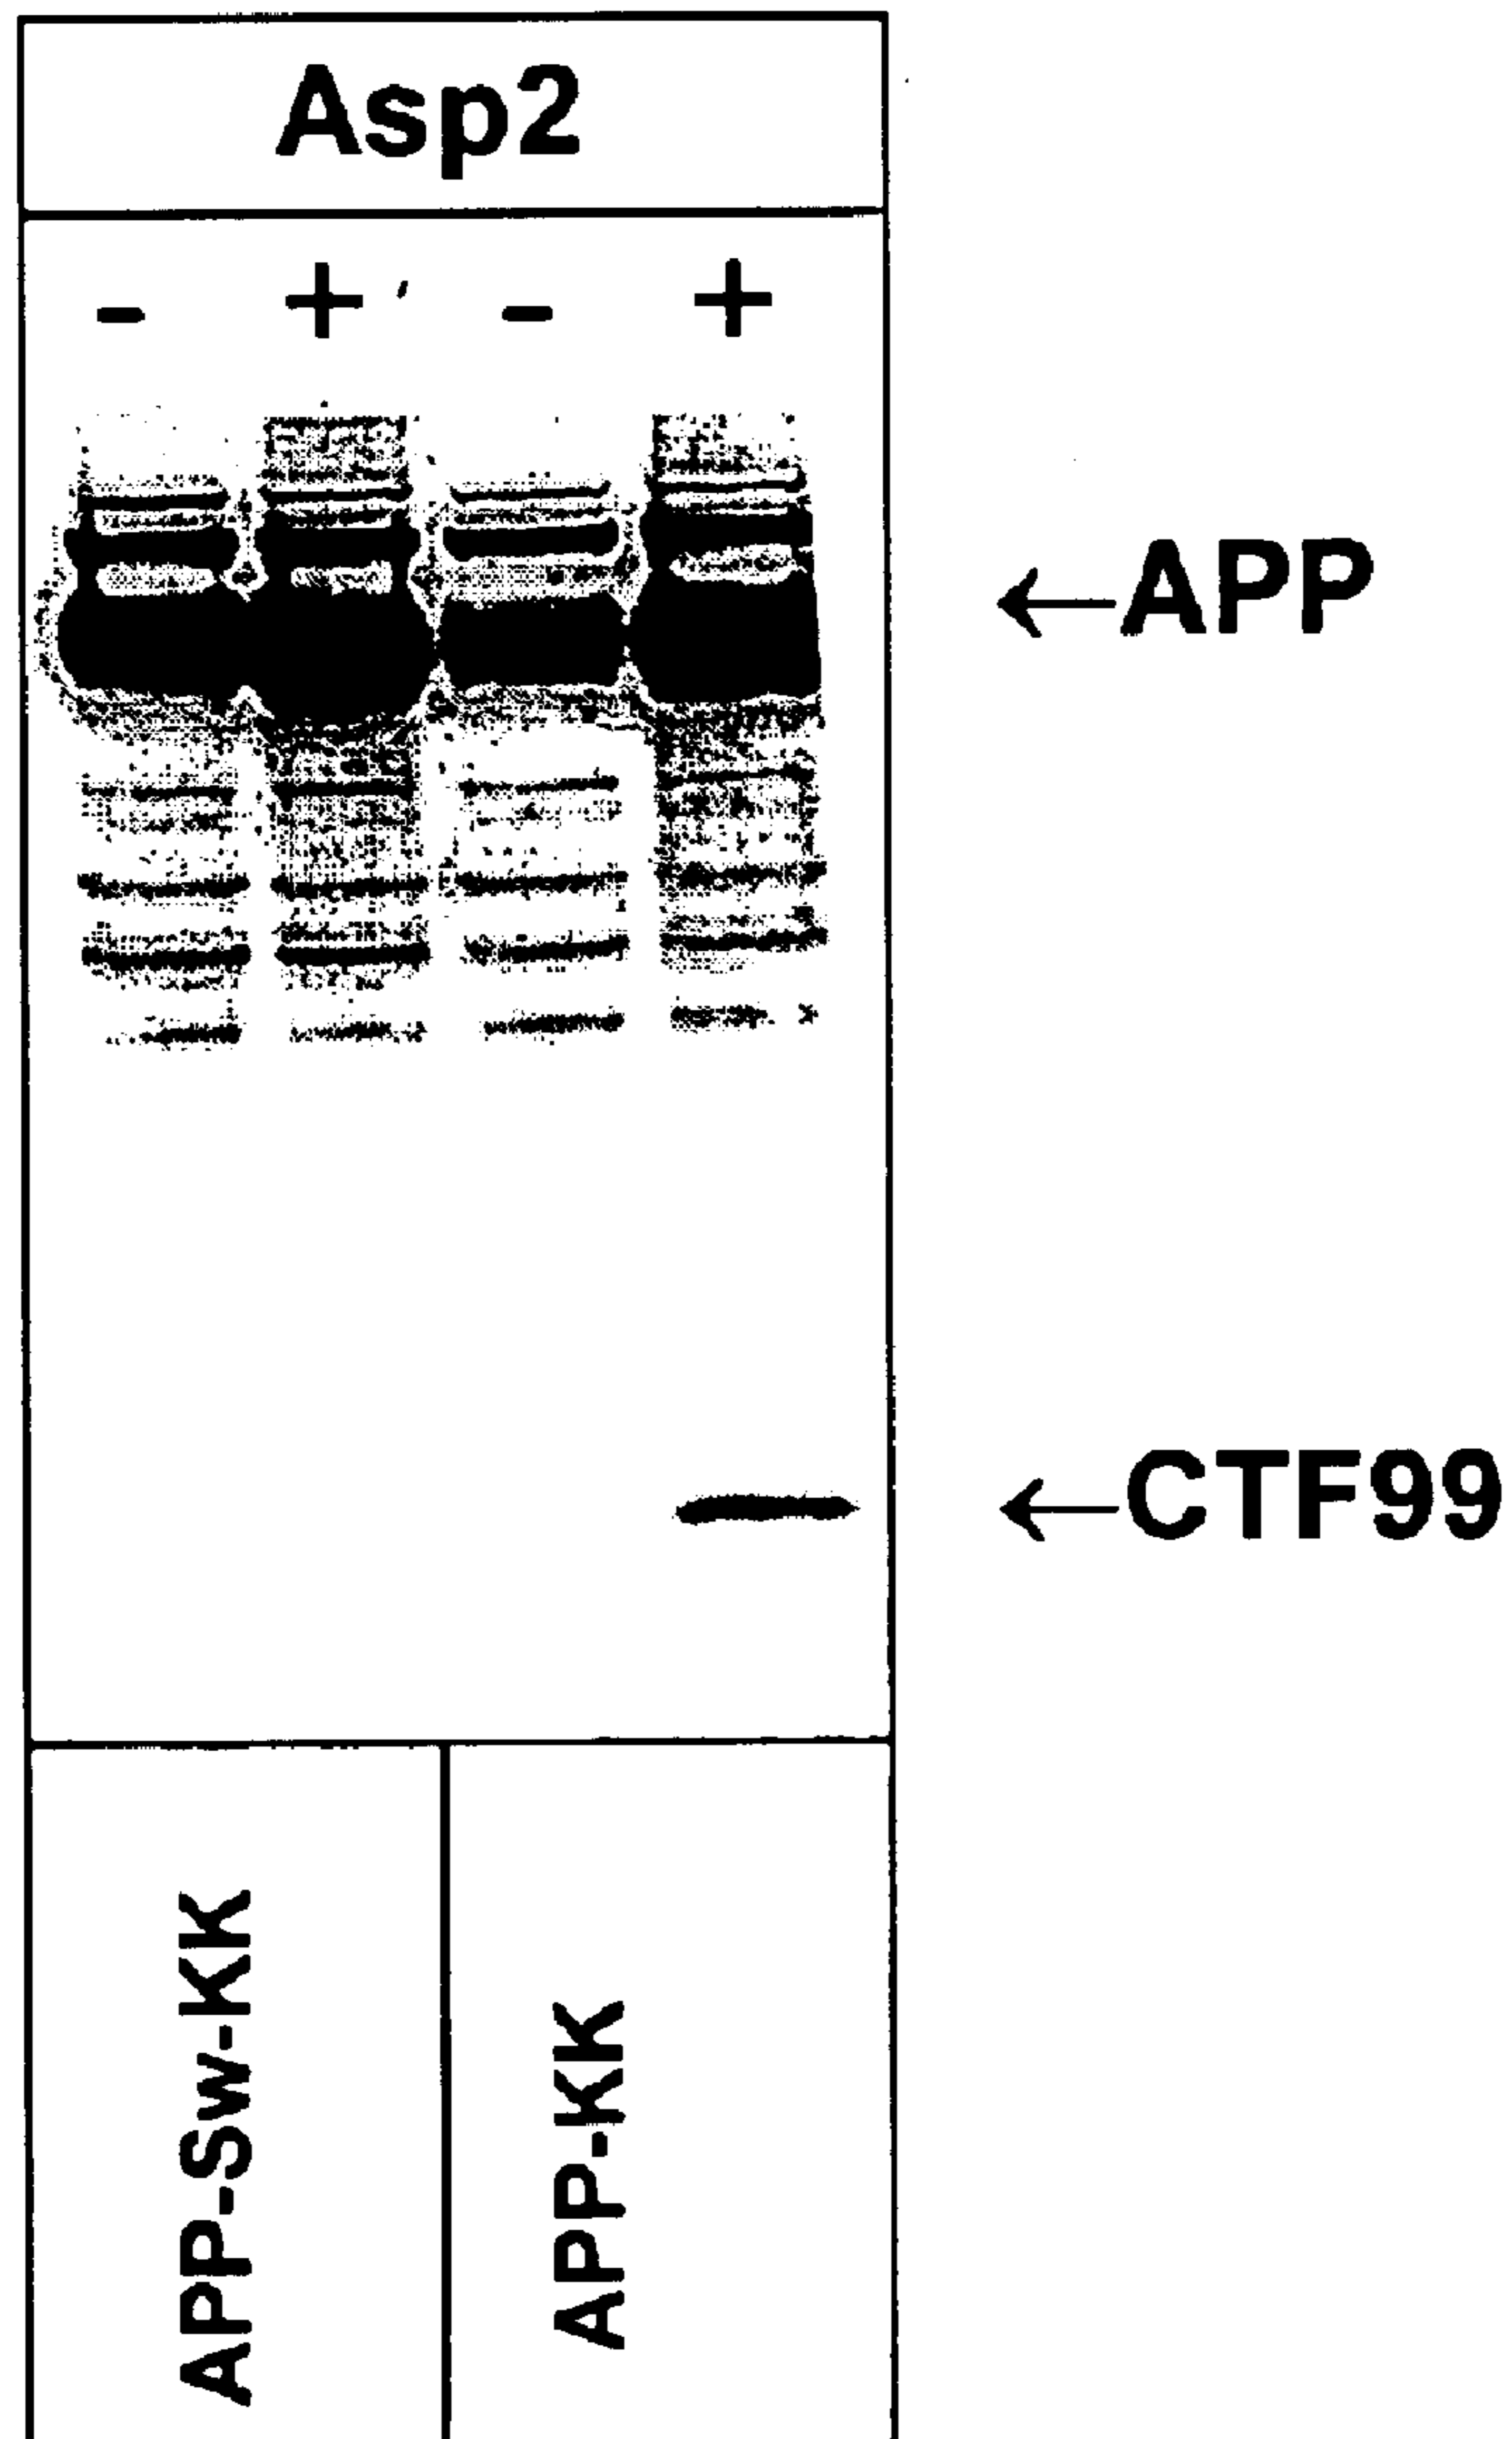 Asp2
- + - +
←APP
←CTF99
APP-Sw-KK
APP-KK